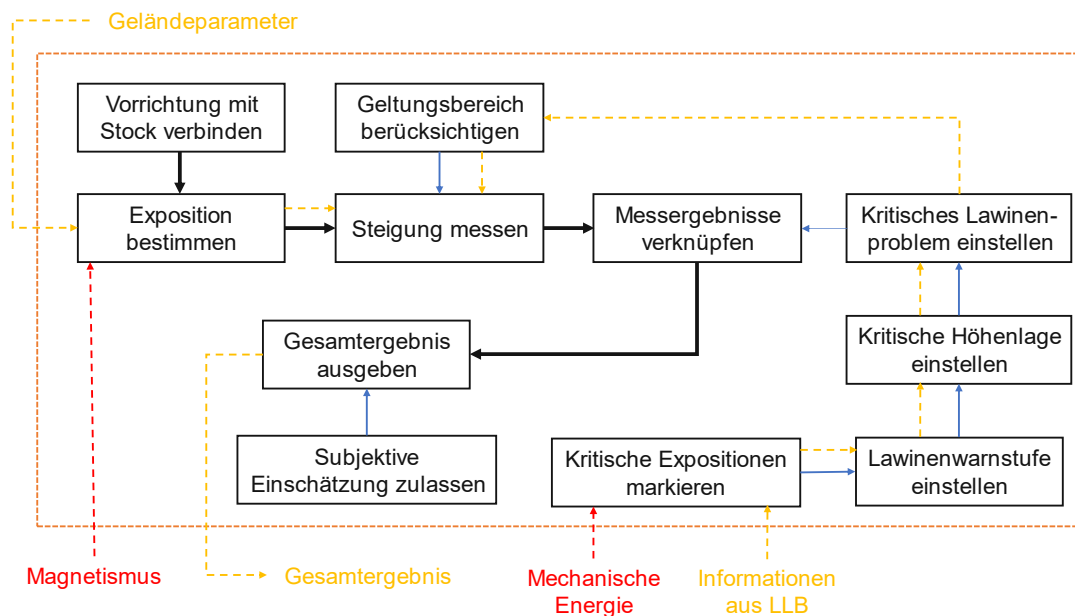 Geländeparameter
Vorrichtung mit
Stock verbinden
Geltungsbereich
berücksichtigen
Exposition
bestimmen
Steigung messen
Messergebnisse
verknüpfen
Kritisches Lawinen-
problem einstellen
Gesamtergebnis
ausgeben
Kritische Höhenlage
einstellen
Subjektive
Einschätzung zulassen
Kritische Expositionen
markieren
Lawinenwarnstufe
einstellen
Magnetismus
Gesamtergebnis
Mechanische
Energie
Informationen
aus LLB